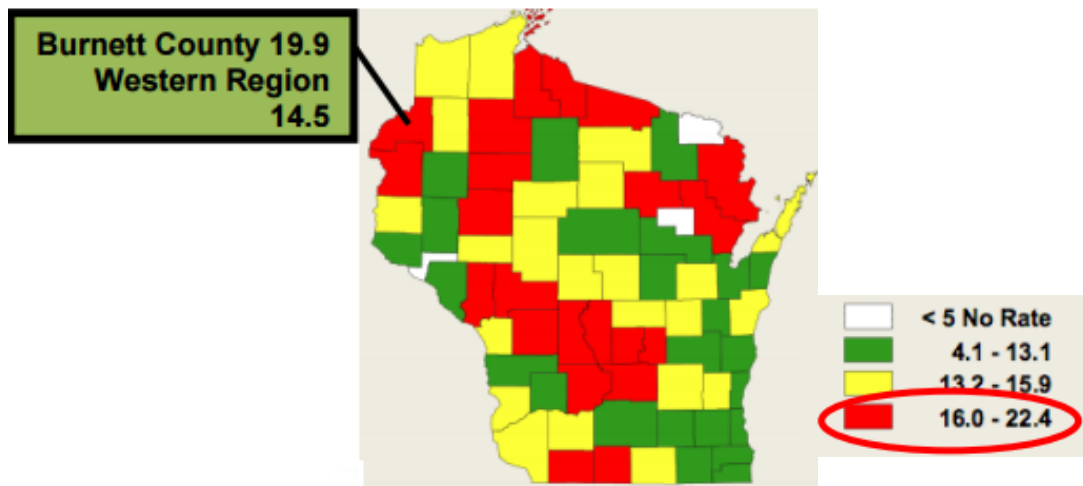 Burnett County 19.9
Western Region
14.5
< 5 No Rate
4.1 - 13.1
13.2 - 15.9
16.0 - 22.4